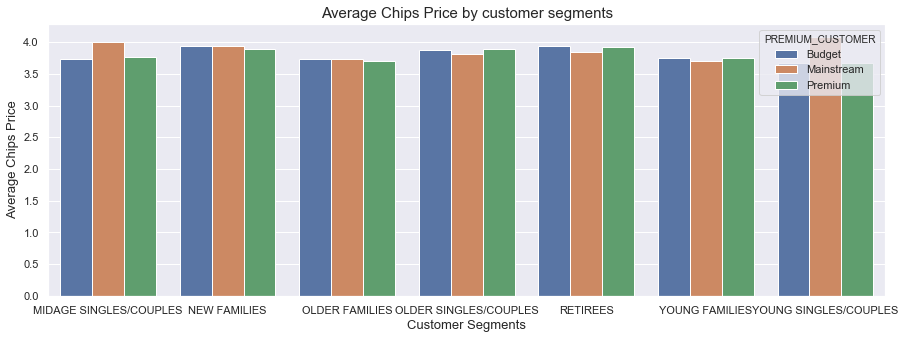 Average Chips Price by customer segments
PREMIUM_CUSTOMER
Budget
Mainstream
Premium
Average Chips Price
4.0
3.5
3.0
2.5
2.0
1.5
1.0
0.5
0.0
MIDAGE SINGLES/COUPLES NEW FAMILIES OLDER FAMILIES OLDER SINGLES/COUPLES RETIREES YOUNG FAMILIES YOUNG SINGLES/COUPLES
Customer Segments